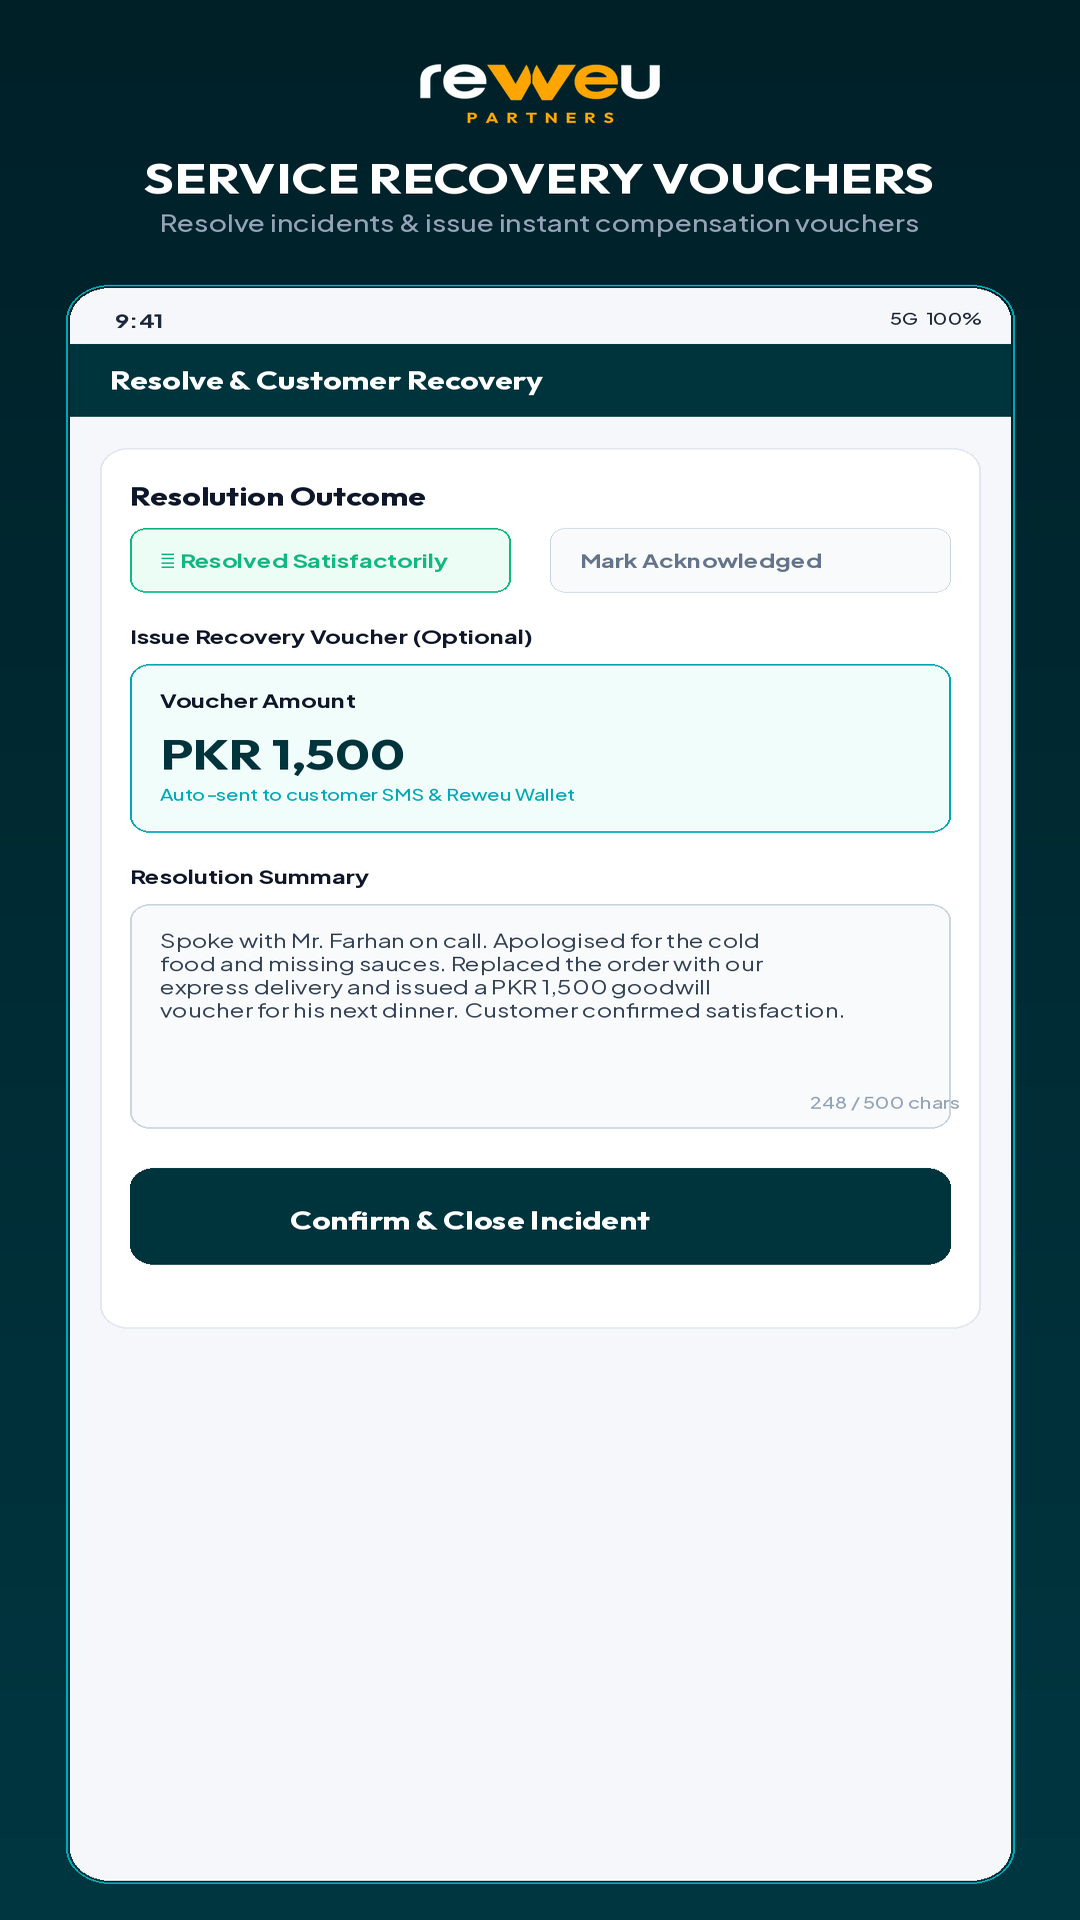 reweu
PARTNERS
SERVICE RECOVERY VOUCHERS
Resolve incidents & issue instant compensation vouchers
9:41
5G 100%
Resolve & Customer Recovery
Resolution Outcome
Resolved Satisfactorily
Mark Acknowledged
Issue Recovery Voucher (Optional)
Voucher Amount
PKR 1,500
Auto-sent to customer SMS & Reweu Wallet
Resolution Summary
Spoke with Mr. Farhan on call. Apologised for the cold
food and missing sauces. Replaced the order with our
express delivery and issued a PKR 1,500 goodwill
voucher for his next dinner. Customer confirmed satisfaction.
248 / 500 chars
Confirm & Close Incident